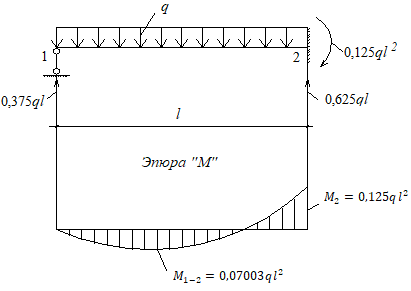 q
1
2
0,125ql²
0,375ql
0,625ql
l
Эпюра "М"
M₂ = 0,125ql²
M₁₋₂ = 0,07003ql²